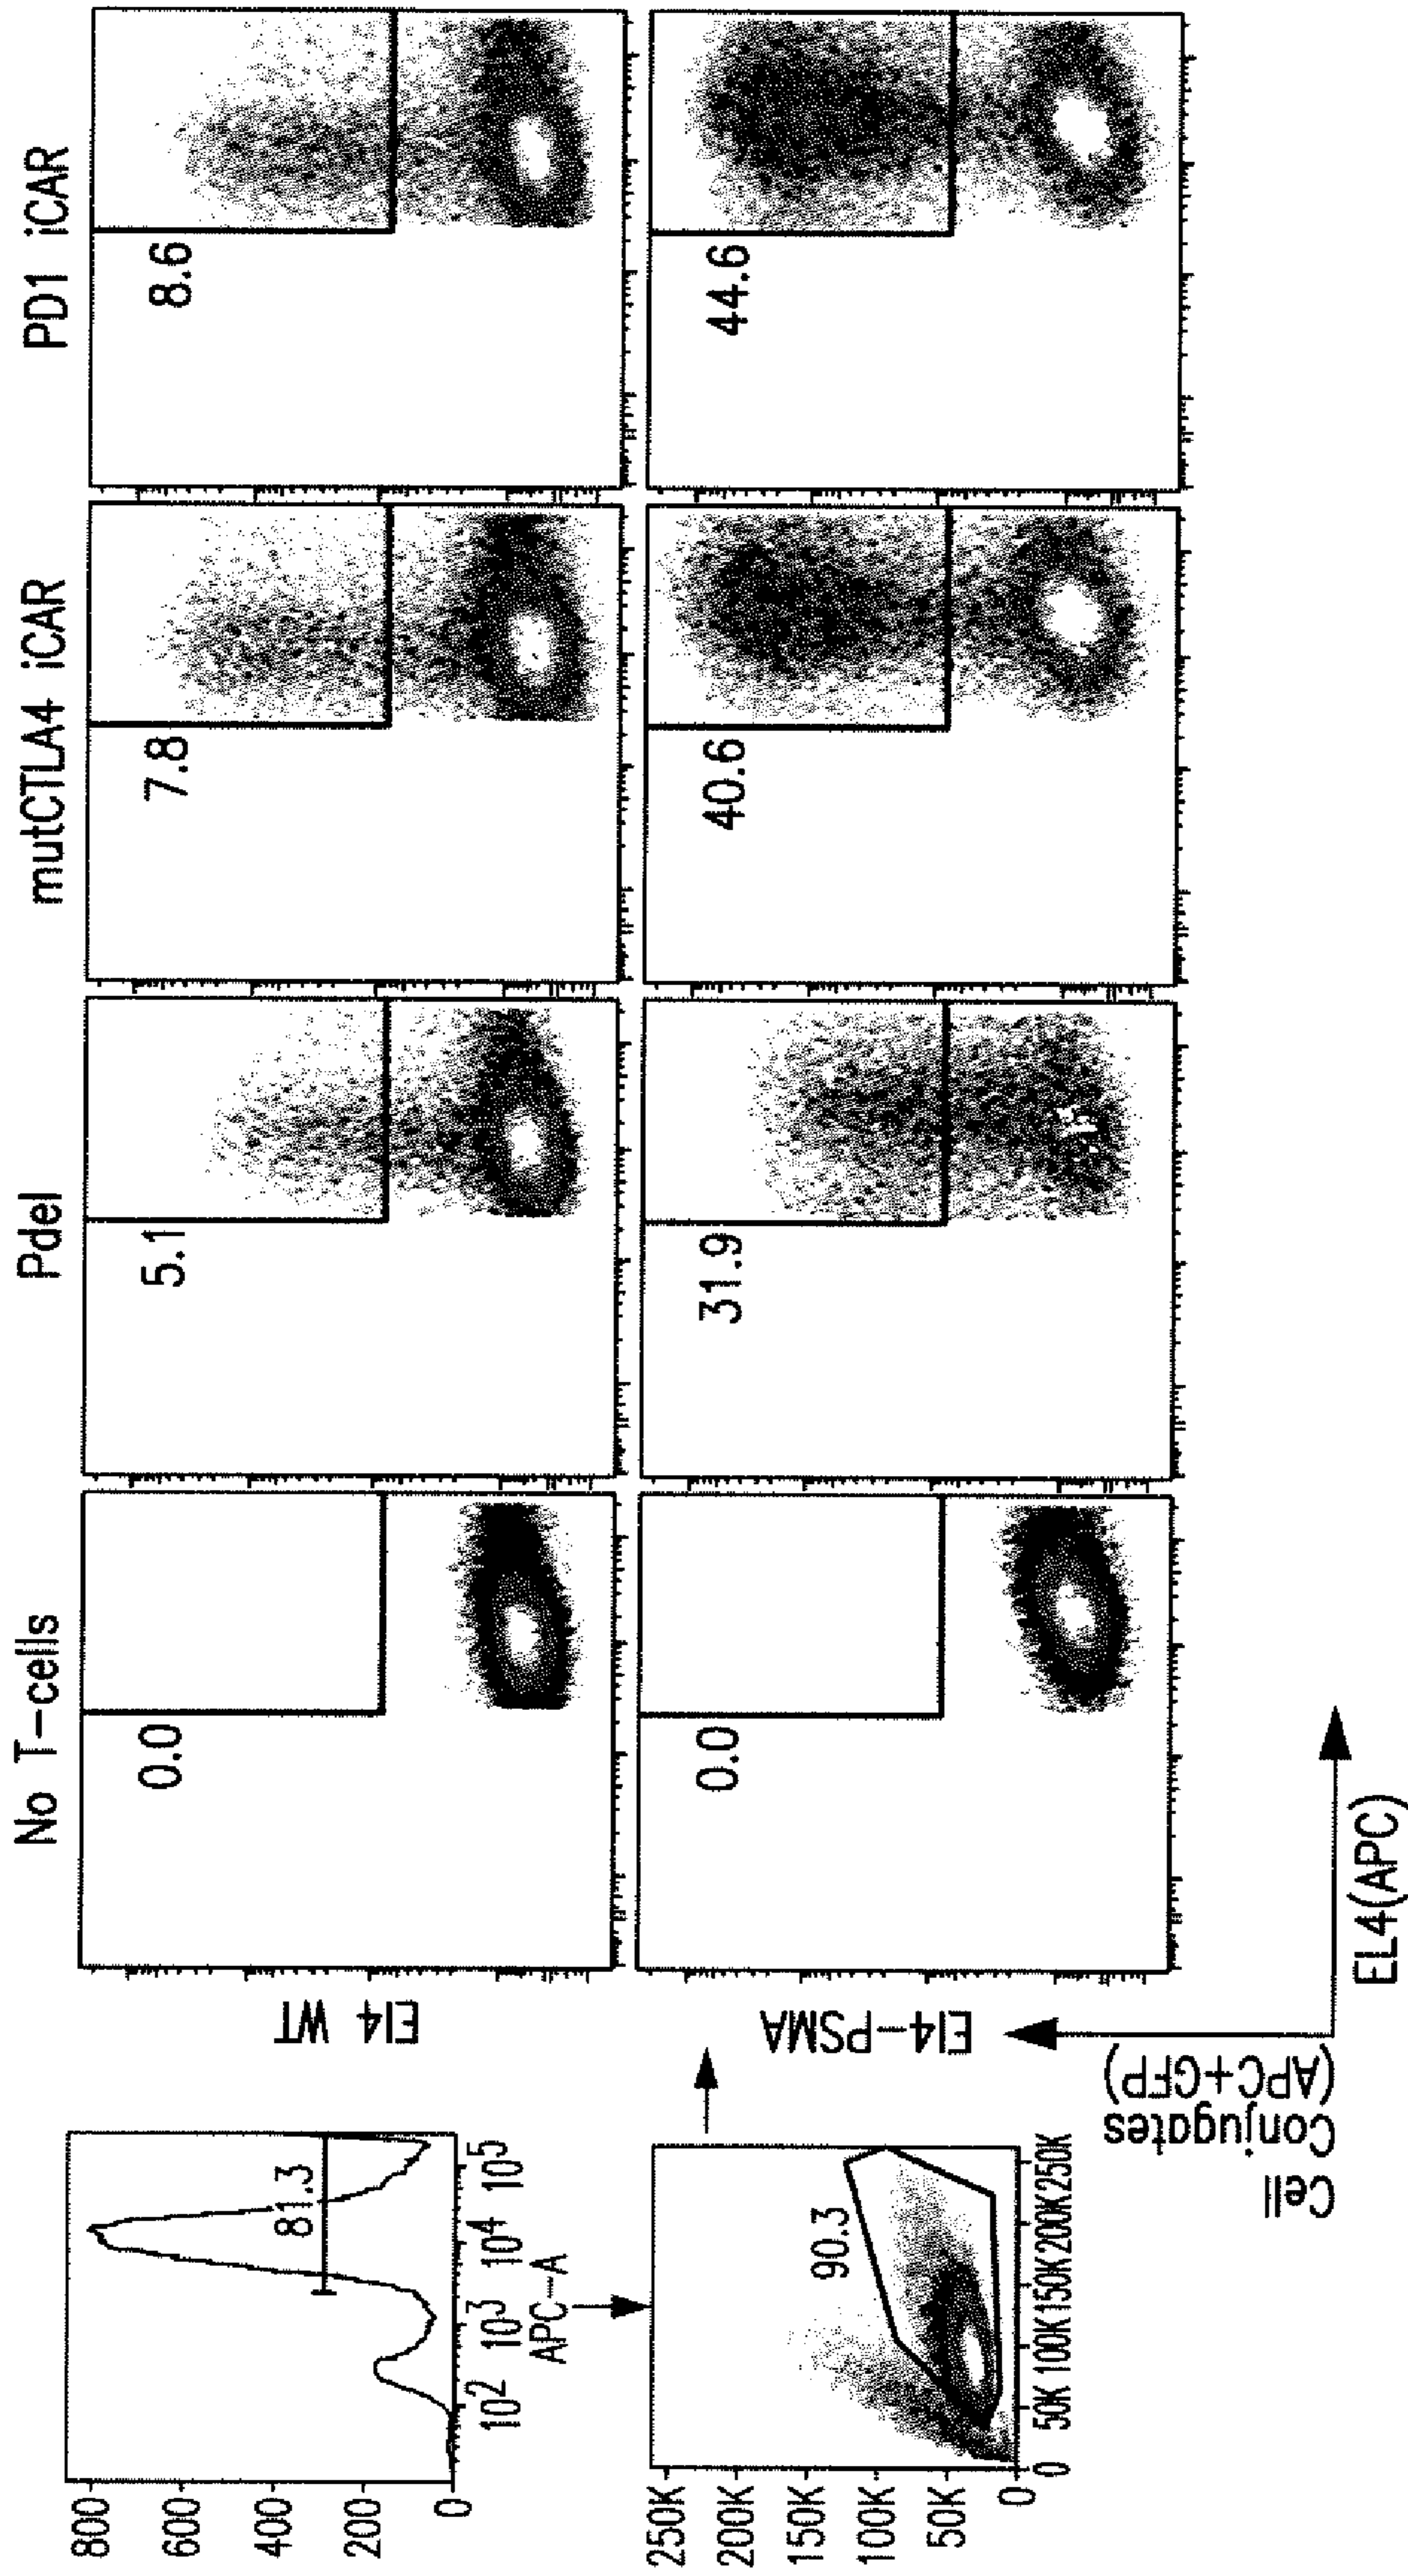 No T-cells
Pdel
mutCTLA4 iCAR
PD1 iCAR
800
600
400
200
0
81.3
10² 10³ 10⁴ 10⁵
APC-A
El4 WT
0.0
5.1
7.8
8.6
250K
200K
150K
100K
50K
0
90.3
0 50K 100K 150K 200K 250K
El4-PSMA
0.0
31.9
40.6
44.6
Cell
Conjugates
(APC+GFP)
EL4(APC)